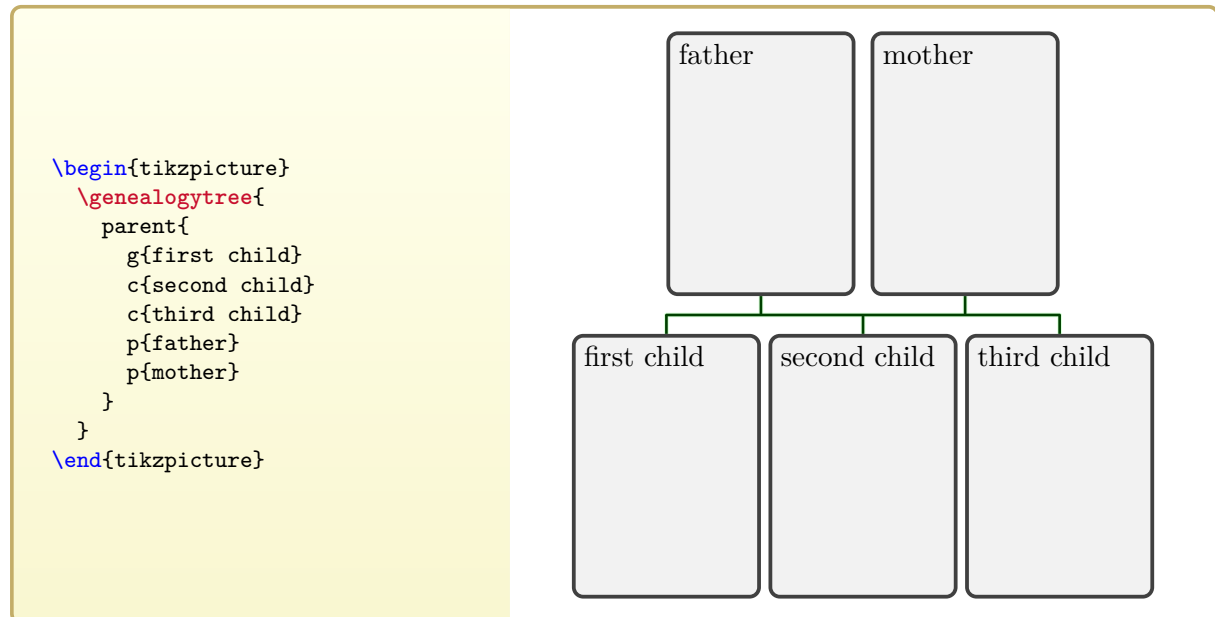 \begin{tikzpicture}
  \genealogytree{
    parent{
      g{first child}
      c{second child}
      c{third child}
      p{father}
      p{mother}
    }
  }
\end{tikzpicture}
father mother
first child second child third child